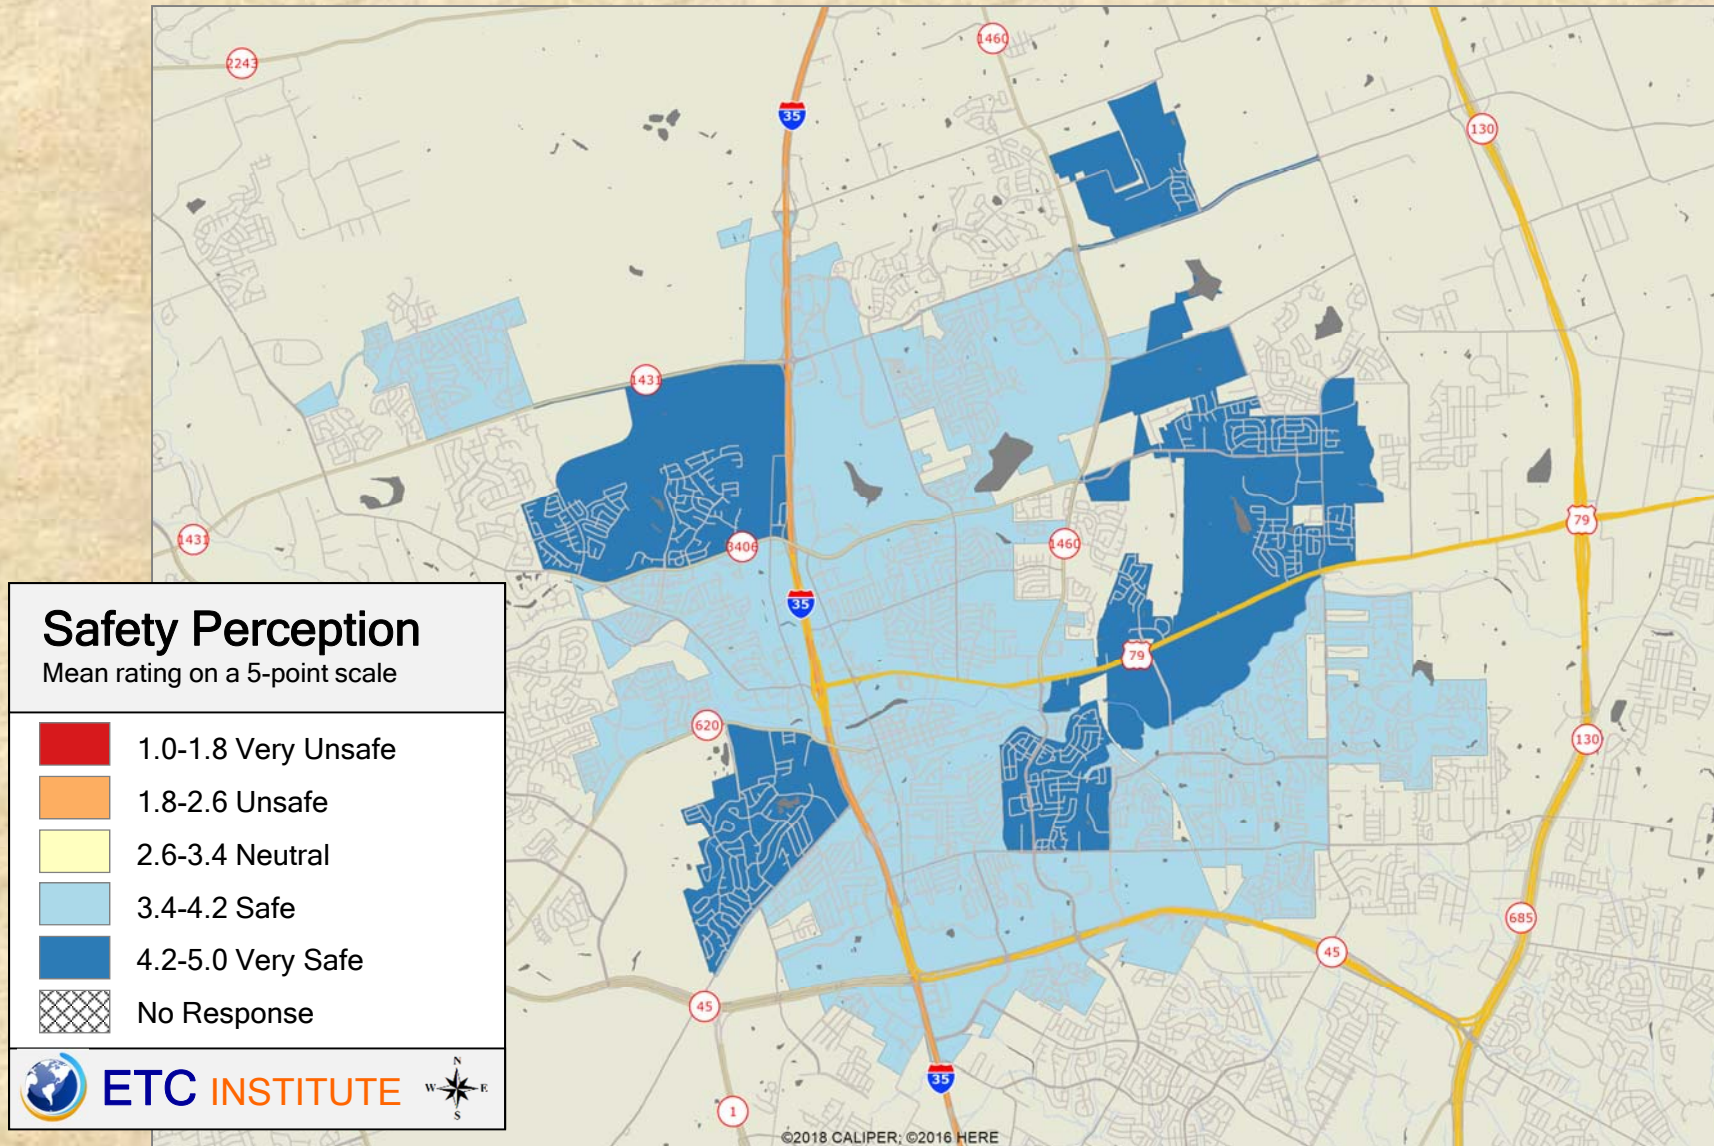 1460
2243
35
130
1431
79
1431
3406
1460
35
79
620
130
685
45
45
35
1
Safety Perception
Mean rating on a 5-point scale
1.0-1.8 Very Unsafe
1.8-2.6 Unsafe
2.6-3.4 Neutral
3.4-4.2 Safe
4.2-5.0 Very Safe
No Response
ETC INSTITUTE
N
W E
S
©2018 CALIPER; ©2016 HERE